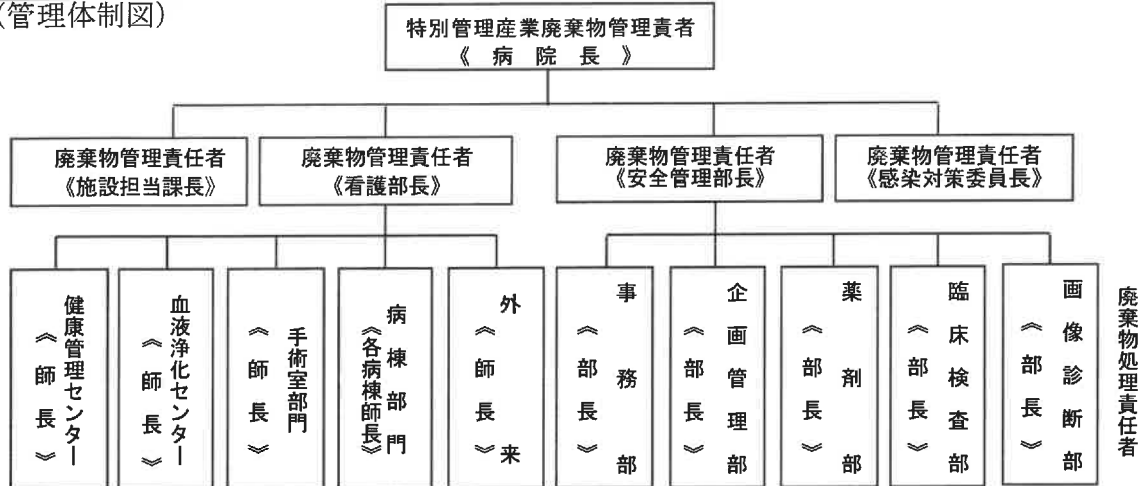 (管理体制図)
特別管理産業廃棄物管理責者
《 病 院 長 》
廃棄物管理責任者
《施設担当課長》
廃棄物管理責任者
《看護部長》
廃棄物管理責任者
《安全管理部長》
廃棄物管理責任者
《感染対策委員長》
健康管理センター
《師長》
血液浄化センター
《師長》
手術室部門
《師長》
病棟部門
《各病棟師長》
外来
《師長》
事務部
《部長》
企画管理部
《部長》
薬剤部
《部長》
臨床検査部
《部長》
画像診断部
《部長》
廃棄物処理責任者